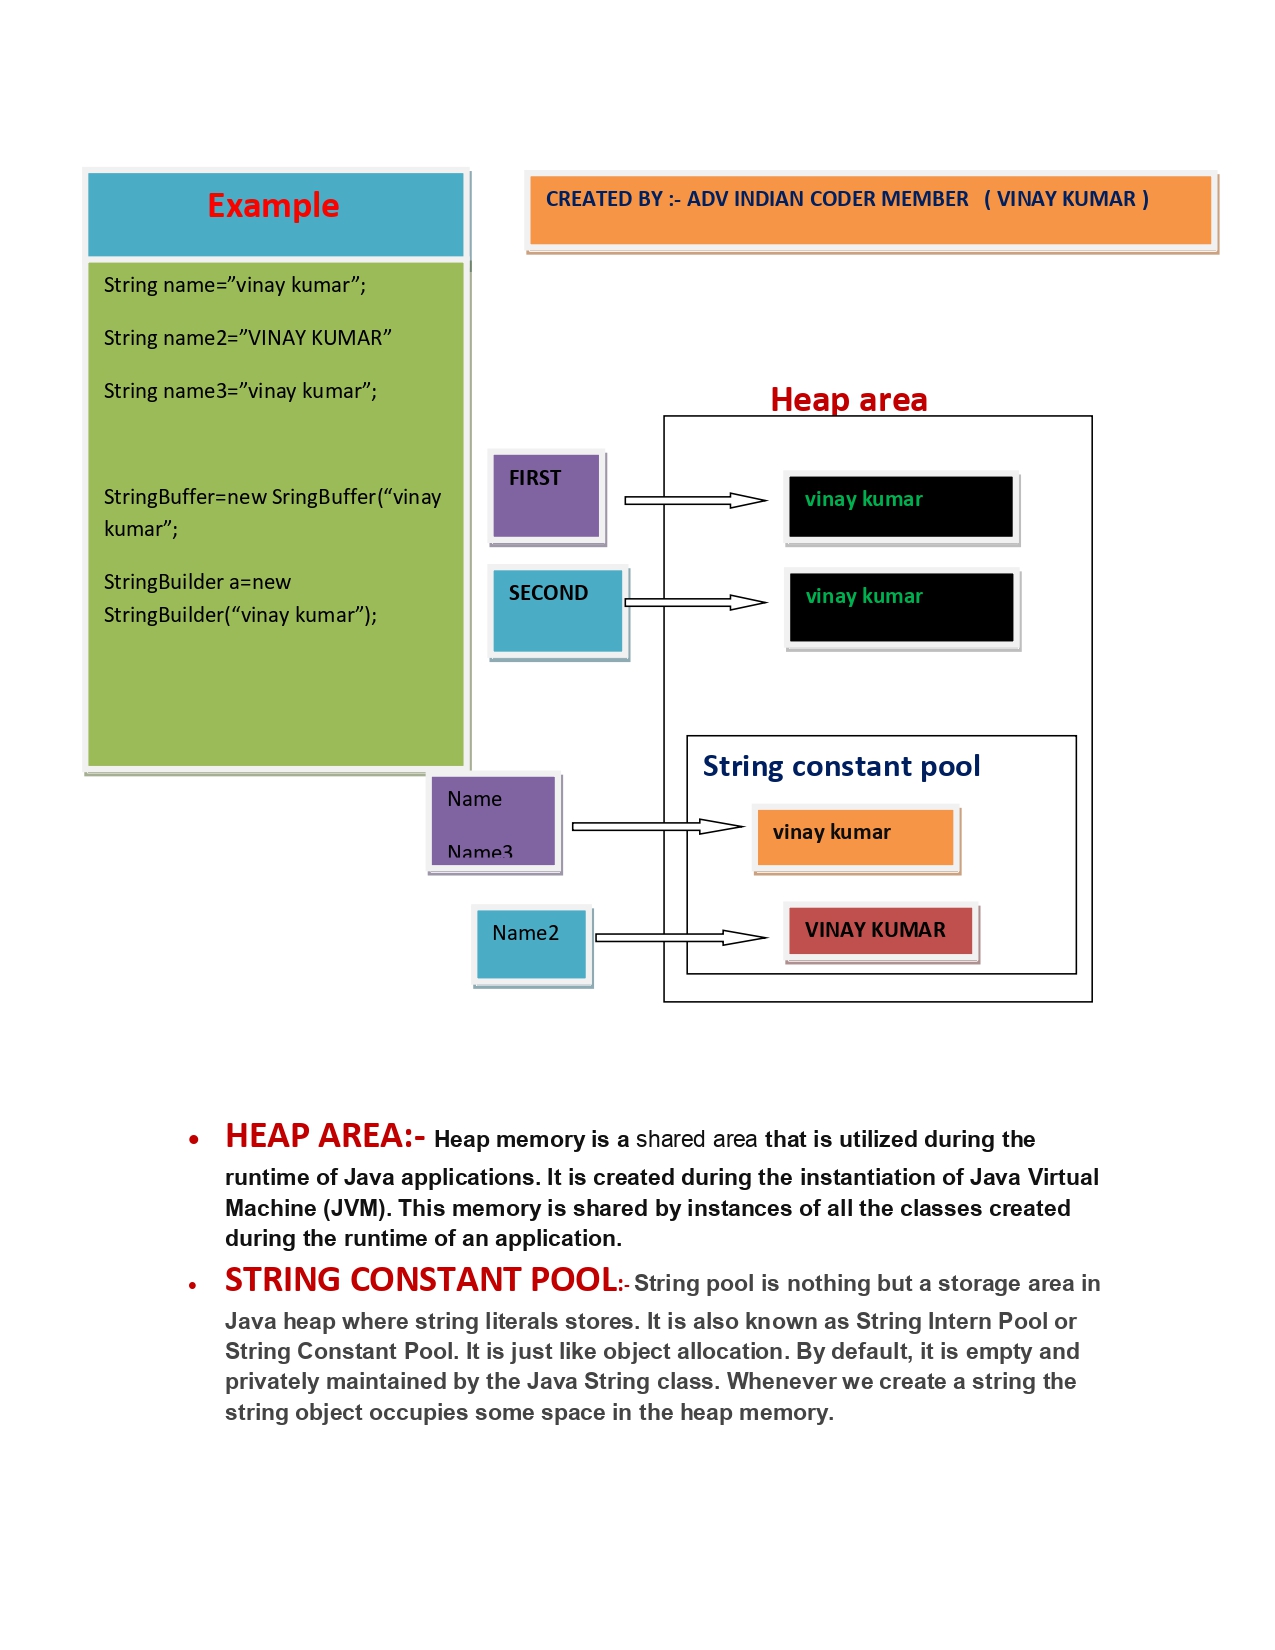 Example
CREATED BY :- ADV INDIAN CODER MEMBER   ( VINAY KUMAR )
String name=”vinay kumar”;
String name2=”VINAY KUMAR”
String name3=”vinay kumar”;
StringBuffer=new SringBuffer(“vinay
kumar”;
StringBuilder a=new
StringBuilder(“vinay kumar”);
Heap area
FIRST
vinay kumar
SECOND
vinay kumar
String constant pool
Name
Name3
vinay kumar
Name2
VINAY KUMAR
• HEAP AREA:- Heap memory is a shared area that is utilized during the
runtime of Java applications. It is created during the instantiation of Java Virtual
Machine (JVM). This memory is shared by instances of all the classes created
during the runtime of an application.
• STRING CONSTANT POOL:- String pool is nothing but a storage area in
Java heap where string literals stores. It is also known as String Intern Pool or
String Constant Pool. It is just like object allocation. By default, it is empty and
privately maintained by the Java String class. Whenever we create a string the
string object occupies some space in the heap memory.